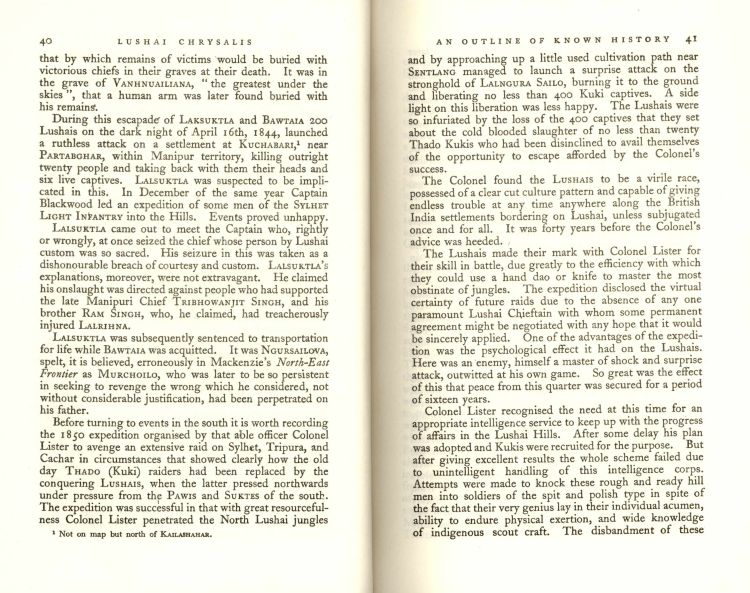 40 LUSHAI CHRYSALIS
that by which remains of victims would be buried with
victorious chiefs in their graves at their death. It was in
the grave of VANHNUAILIANA, "the greatest under the
skies", that a human arm was later found buried with
his remains.
During this escapade of LAKSUKTLA and BAWTAIA 200
Lushais on the dark night of April 16th, 1844, launched
a ruthless attack on a settlement at KUCHABARI,¹ near
PARTABGHAR, within Manipur territory, killing outright
twenty people and taking back with them their heads and
six live captives. LALSUKTLA was suspected to be impli-
cated in this. In December of the same year Captain
Blackwood led an expedition of some men of the SYLHET
LIGHT INFANTRY into the Hills. Events proved unhappy.
LALSUKTLA came out to meet the Captain who, rightly
or wrongly, at once seized the chief whose person by Lushai
custom was so sacred. His seizure in this was taken as a
dishonourable breach of courtesy and custom. LALSUKTLA's
explanations, moreover, were not extravagant. He claimed
his onslaught was directed against people who had supported
the late Manipuri Chief TRIBHOWANJIT SINGH, and his
brother RAM SINGH, who, he claimed, had treacherously
injured LALRIHNA.
LALSUKTLA was subsequently sentenced to transportation
for life while BAWTAIA was acquitted. It was NGURSAILOVA,
spelt, it is believed, erroneously in Mackenzie's North-East
Frontier as MURCHOILO, who was later to be so persistent
in seeking to revenge the wrong which he considered, not
without considerable justification, had been perpetrated on
his father.
Before turning to events in the south it is worth recording
the 1850 expedition organised by that able officer Colonel
Lister to avenge an extensive raid on Sylhet, Tripura, and
Cachar in circumstances that showed clearly how the old
day THADO (Kuki) raiders had been replaced by the
conquering LUSHAIS, when the latter pressed northwards
under pressure from the PAWIS and SUKTES of the south.
The expedition was successful in that with great resourceful-
ness Colonel Lister penetrated the North Lushai jungles
¹ Not on map but north of KAILASHAHAR.
AN OUTLINE OF KNOWN HISTORY 41
and by approaching up a little used cultivation path near
SENTLANG managed to launch a surprise attack on the
stronghold of LALNGURA SAILO, burning it to the ground
and liberating no less than 400 Kuki captives. A side
light on this liberation was less happy. The Lushais were
so infuriated by the loss of the 400 captives that they set
about the cold blooded slaughter of no less than twenty
Thado Kukis who had been disinclined to avail themselves
of the opportunity to escape afforded by the Colonel's
success.
The Colonel found the LUSHAIS to be a virile race,
possessed of a clear cut culture pattern and capable of giving
endless trouble at any time anywhere along the British
India settlements bordering on Lushai, unless subjugated
once and for all. It was forty years before the Colonel's
advice was heeded.
The Lushais made their mark with Colonel Lister for
their skill in battle, due greatly to the efficiency with which
they could use a hand dao or knife to master the most
obstinate of jungles. The expedition disclosed the virtual
certainty of future raids due to the absence of any one
paramount Lushai Chieftain with whom some permanent
agreement might be negotiated with any hope that it would
be sincerely applied. One of the advantages of the expedi-
tion was the psychological effect it had on the Lushais.
Here was an enemy, himself a master of shock and surprise
attack, outwitted at his own game. So great was the effect
of this that peace from this quarter was secured for a period
of sixteen years.
Colonel Lister recognised the need at this time for an
appropriate intelligence service to keep up with the progress
of affairs in the Lushai Hills. After some delay his plan
was adopted and Kukis were recruited for the purpose. But
after giving excellent results the whole scheme failed due
to unintelligent handling of this intelligence corps.
Attempts were made to knock these rough and ready hill
men into soldiers of the spit and polish type in spite of
the fact that their very genius lay in their individual acumen,
ability to endure physical exertion, and wide knowledge
of indigenous scout craft. The disbandment of these